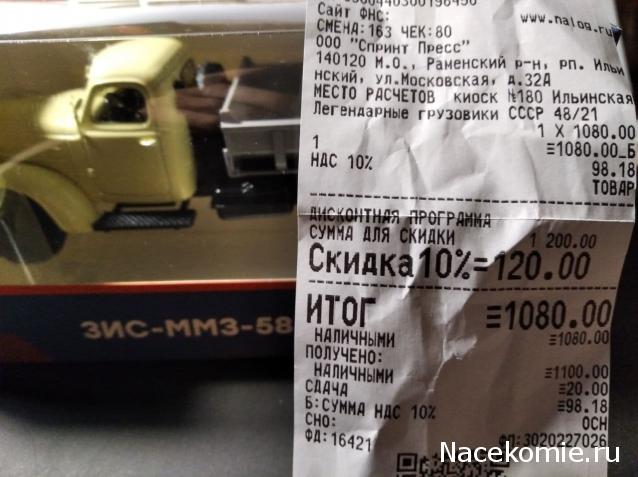 Сайт ФНС:
www.nalog.ru
СМЕНА:163 ЧЕК:80
ООО "Спринт Пресс"
140120 М.О., Раменский р-н, рп. Ильи
нский, ул.Московская, д.32А
МЕСТО РАСЧЕТОВ киоск №180 Ильинская
Легендарные грузовики СССР 48/21
1 X 1080.00
1 ≡1080.00_Б
НДС 10% 98.18
ТОВАР
ДИСКОНТНАЯ ПРОГРАММА
СУММА ДЛЯ СКИДКИ 1 200.00
Скидка10%=120.00
ИТОГ ≡1080.00
НАЛИЧНЫМИ ≡1080.00
ПОЛУЧЕНО:
НАЛИЧНЫМИ ≡1100.00
СДАЧА ≡20.00
Б:СУММА НДС 10% ≡98.18
СНО: ОСН
ФД:16421 ФП:3020227026
ЗИС-ММЗ-58
Nacekomie.ru